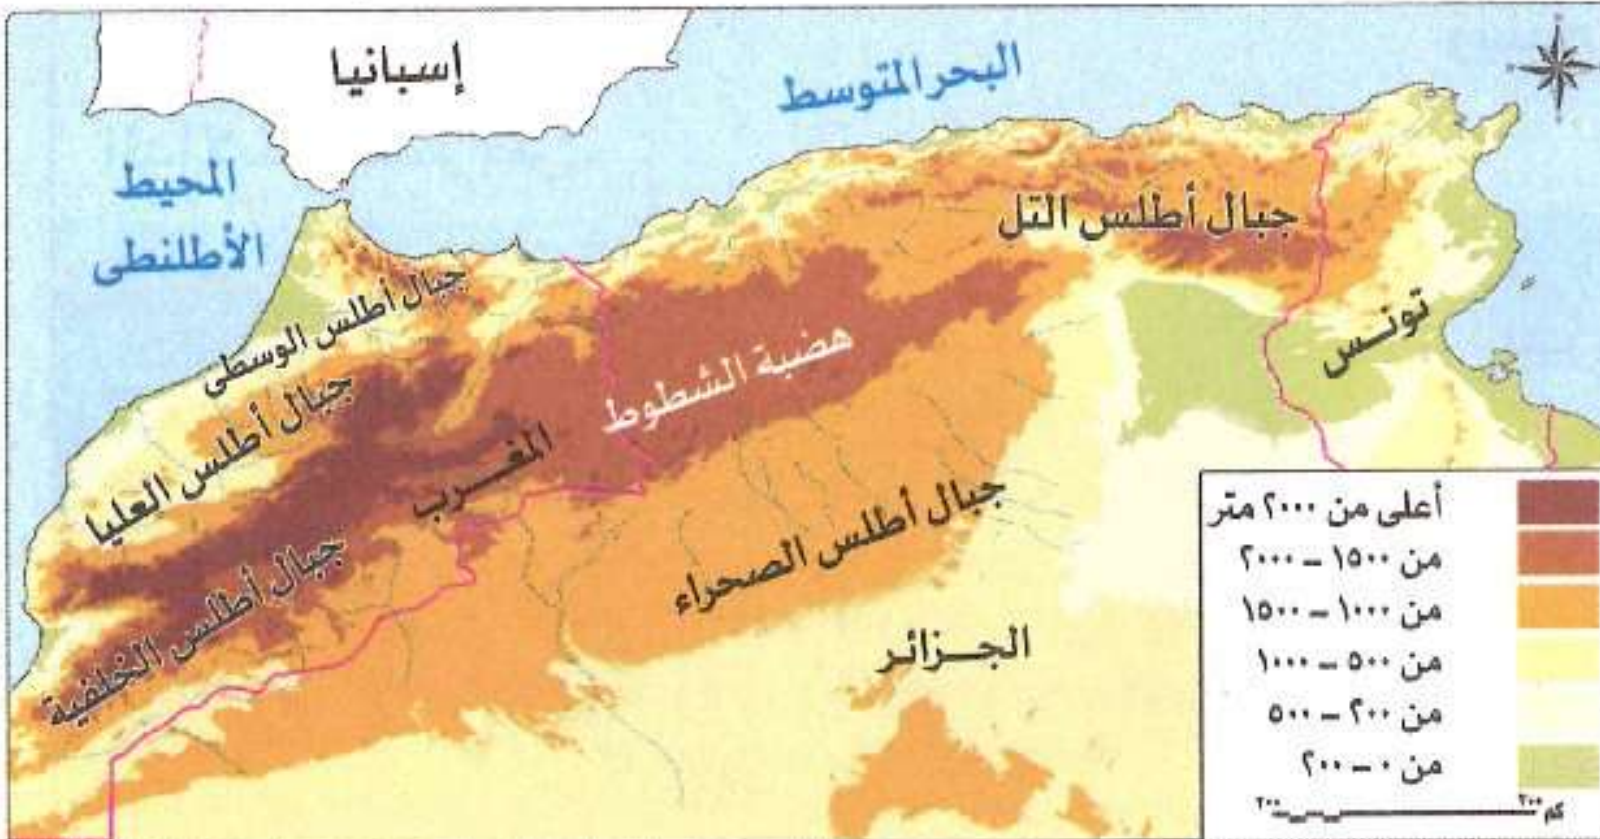 إسبانيا
البحر المتوسط
المحيط
الأطلنطى
جبال أطلس التل
جبال أطلس الوسطى
تونس
هضبة الشطوط
جبال أطلس العليا
المغرب
جبال أطلس الصحراء
جبال أطلس الخلفية
الجزائر
أعلى من ٢٠٠٠ متر
من ١٥٠٠ – ٢٠٠٠
من ١٠٠٠ – ١٥٠٠
من ٥٠٠ – ١٠٠٠
من ٢٠٠ – ٥٠٠
من ٠ – ٢٠٠
٢٠٠ ٢٠٠ كم